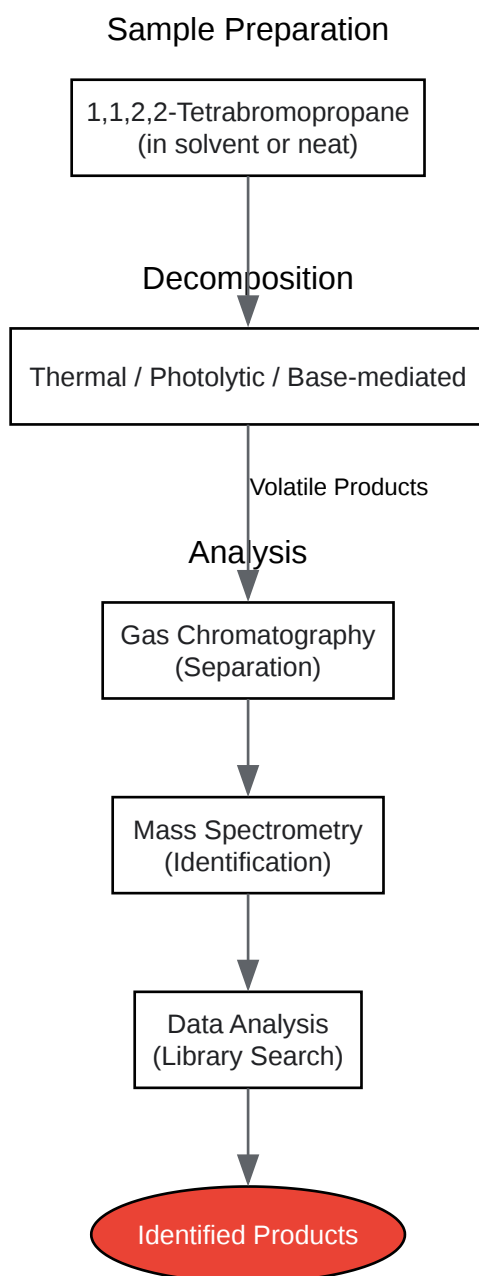 Sample Preparation
1,1,2,2-Tetrabromopropane
(in solvent or neat)
Decomposition
Thermal / Photolytic / Base-mediated
Volatile Products
Analysis
Gas Chromatography
(Separation)
Mass Spectrometry
(Identification)
Data Analysis
(Library Search)
Identified Products